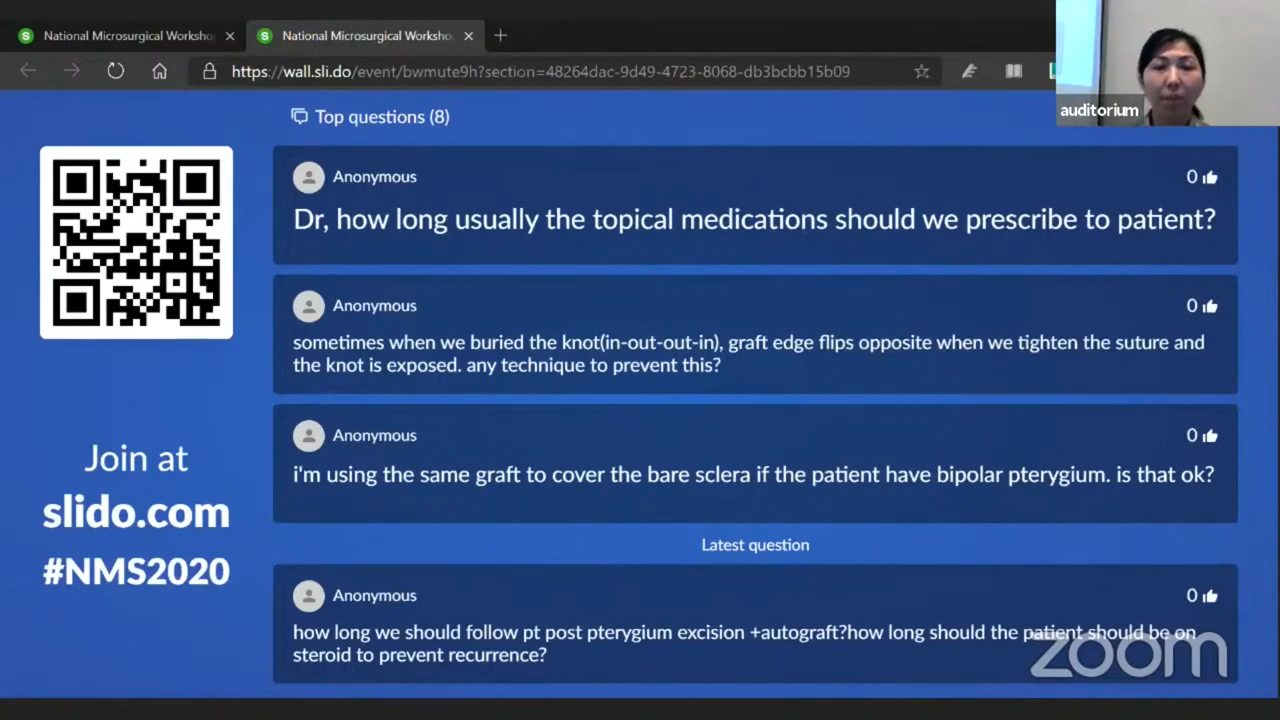 National Microsurgical Worksho
National Microsurgical Worksho
https://wall.sli.do/event/bwmute9h?section=48264dac-9d49-4723-8068-db3bcbb15b09
auditorium
Top questions (8)
Anonymous
0
Dr, how long usually the topical medications should we prescribe to patient?
Anonymous
0
sometimes when we buried the knot(in-out-out-in), graft edge flips opposite when we tighten the suture and
the knot is exposed. any technique to prevent this?
Anonymous
0
i'm using the same graft to cover the bare sclera if the patient have bipolar pterygium. is that ok?
Join at
slido.com
#NMS2020
Latest question
Anonymous
0
how long we should follow pt post pterygium excision +autograft?how long should the patient should be on
steroid to prevent recurrence?
zoom